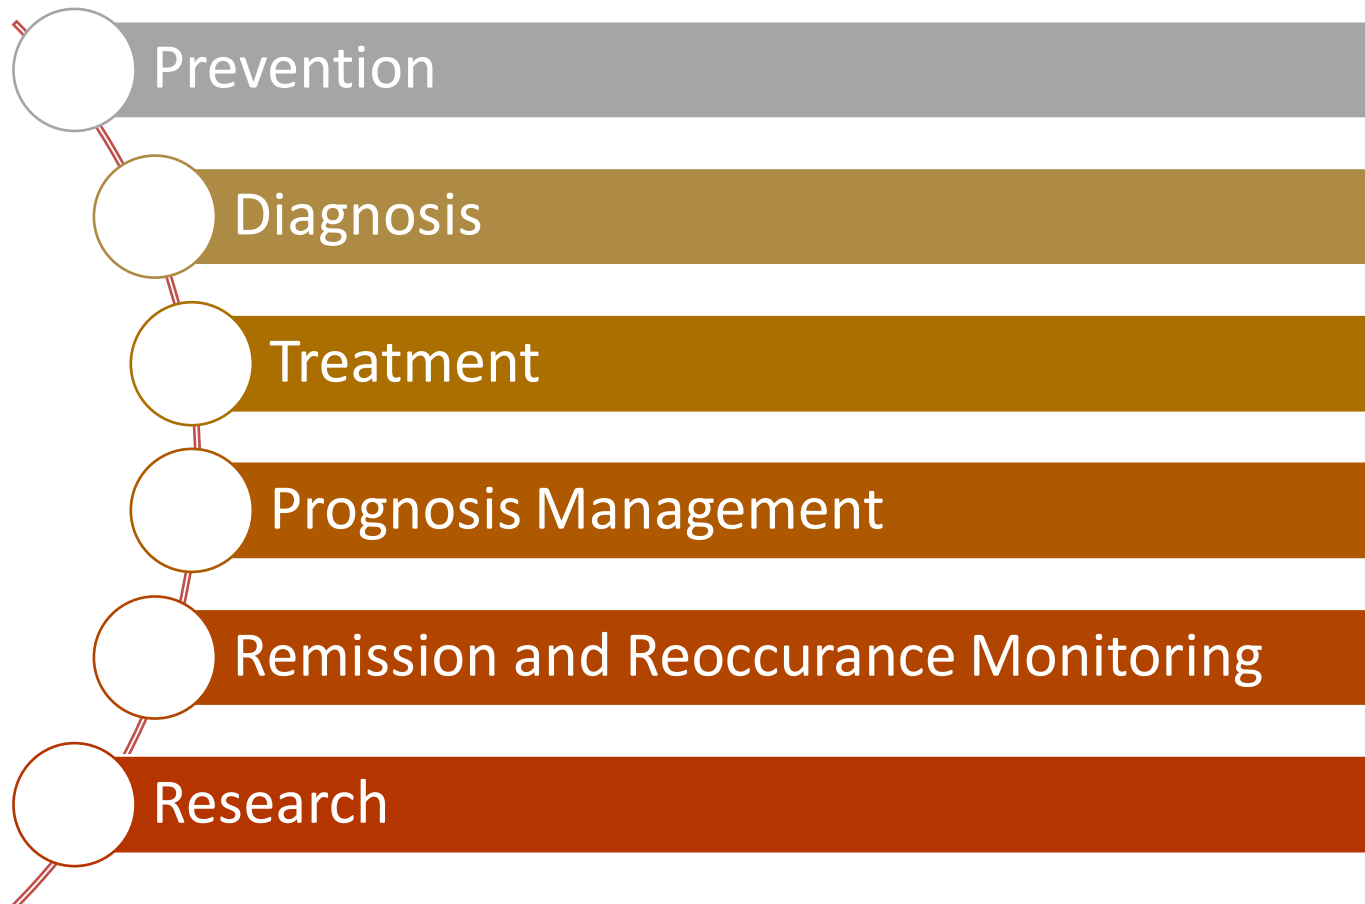 Prevention
Diagnosis
Treatment
Prognosis Management
Remission and Reoccurance Monitoring
Research